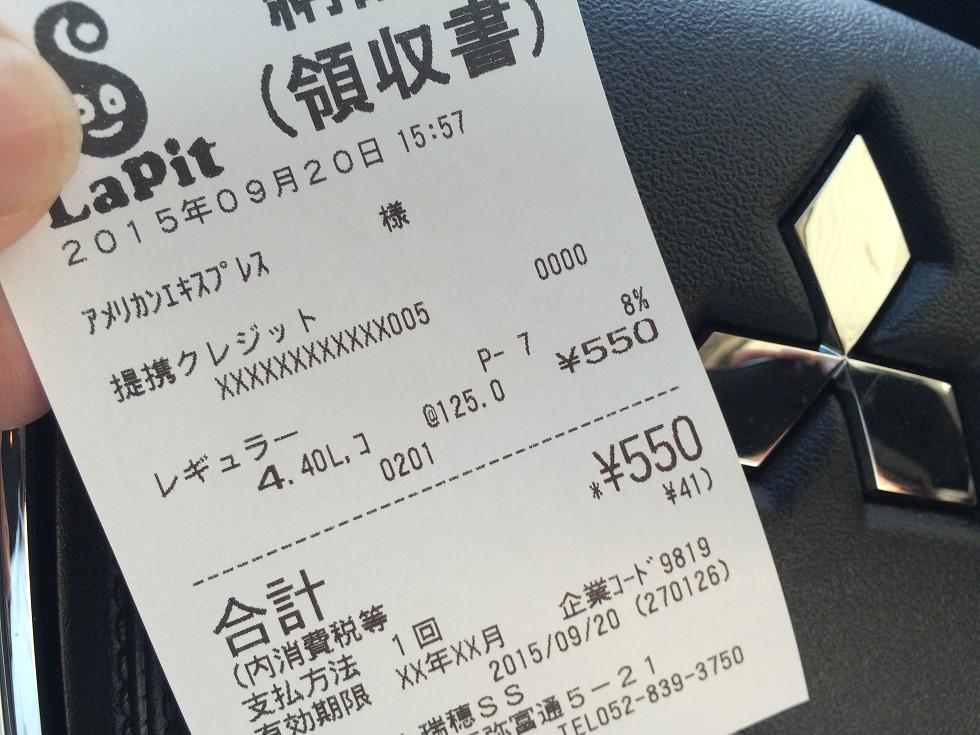 (領収書)
LaPit
2015年09月20日 15:57
様
アメリカンエキスプレス 0000
提携クレジット
XXXXXXXXXXXX005
P- 7 8%
レギュラー @125.0 ¥550
4.40L,コ 0201
合計 *¥550
(内消費税等 ¥41)
支払方法 1回 企業コード9819
有効期限 XX年XX月 2015/09/20 (270126)
瑞穂SS
弥富通5-21
TEL052-839-3750